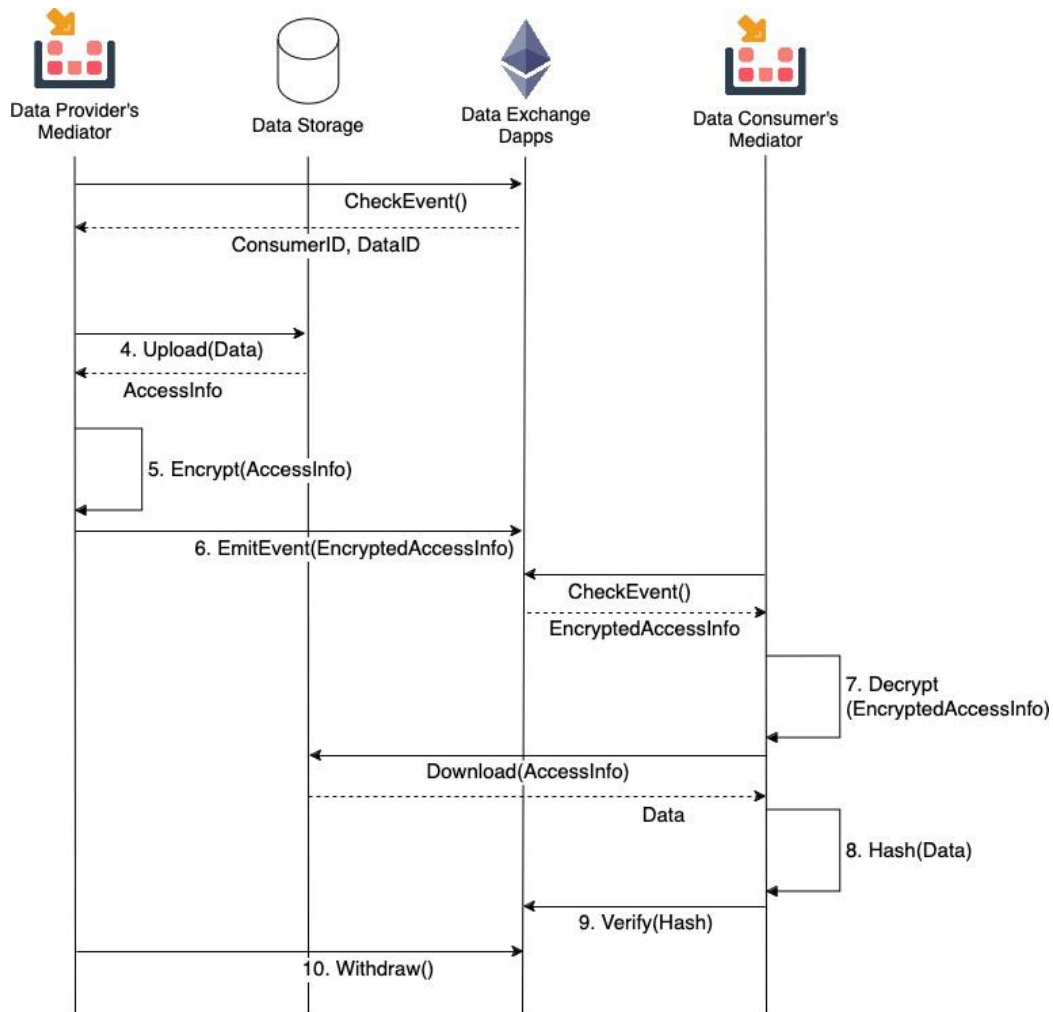 Data Provider's
Mediator
Data Storage
Data Exchange
Dapps
Data Consumer's
Mediator
CheckEvent()
ConsumerID, DataID
4. Upload(Data)
AccessInfo
5. Encrypt(AccessInfo)
6. EmitEvent(EncryptedAccessInfo)
CheckEvent()
EncryptedAccessInfo
7. Decrypt
(EncryptedAccessInfo)
Download(AccessInfo)
Data
8. Hash(Data)
9. Verify(Hash)
10. Withdraw()